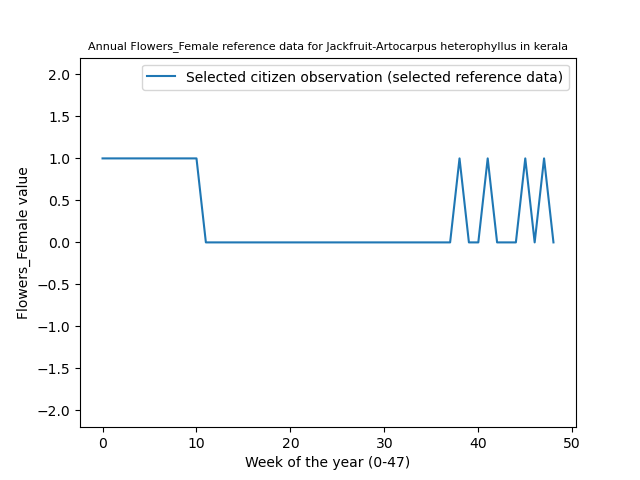 Annual Flowers_Female reference data for Jackfruit-Artocarpus heterophyllus in kerala
Selected citizen observation (selected reference data)
2.0
1.5
1.0
0.5
0.0
−0.5
−1.0
−1.5
−2.0
Flowers_Female value
0 10 20 30 40 50
Week of the year (0-47)